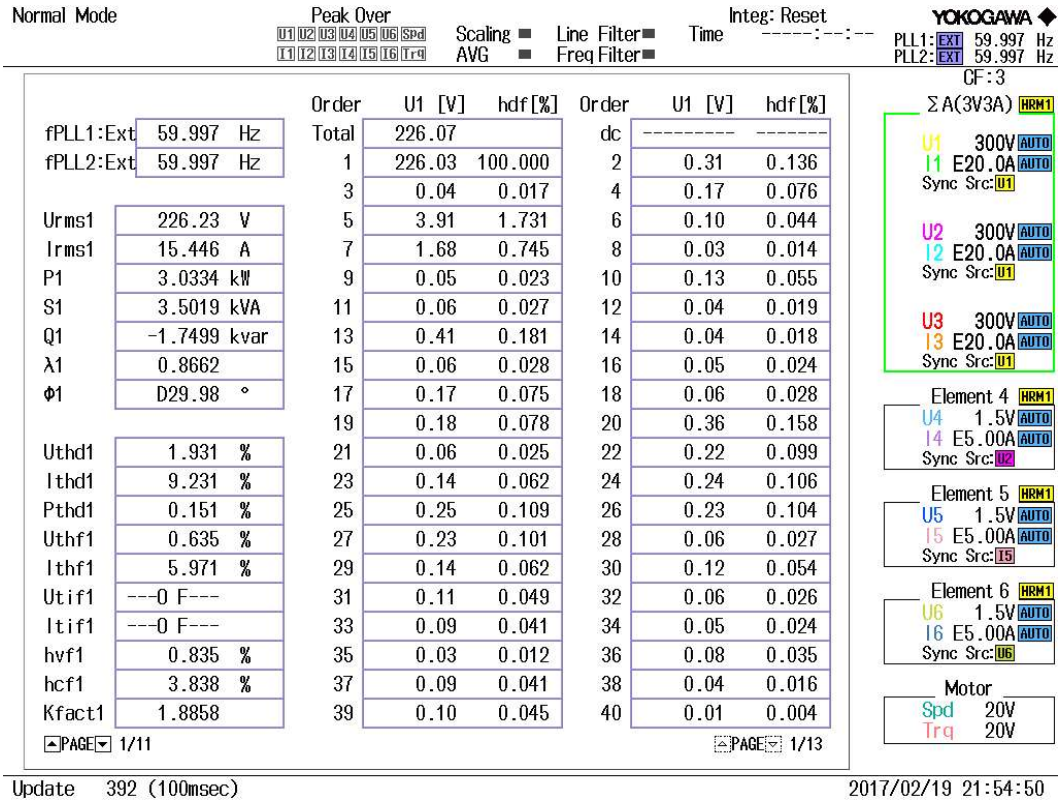 Normal Mode
Peak Over
U1 U2 U3 U4 U5 U6 Spd
I1 I2 I3 I4 I5 I6 Trq
Scaling
AVG
Line Filter
Freq Filter
Integ: Reset
Time -----:--:--
YOKOGAWA
PLL1: EXT 59.997 Hz
PLL2: EXT 59.997 Hz
fPLL1:Ext 59.997 Hz
fPLL2:Ext 59.997 Hz
Urms1 226.23 V
Irms1 15.446 A
P1 3.0334 kW
S1 3.5019 kVA
Q1 -1.7499 kvar
λ1 0.8662
Φ1 D29.98 °
Uthd1 1.931 %
Ithd1 9.231 %
Pthd1 0.151 %
Uthf1 0.635 %
Ithf1 5.971 %
Utif1 ---O F---
Itif1 ---O F---
hvf1 0.835 %
hcf1 3.838 %
Kfact1 1.8858
PAGE 1/11
Order U1 [V] hdf[%] Order U1 [V] hdf[%]
Total 226.07 dc --------- -------
1 226.03 100.000 2 0.31 0.136
3 0.04 0.017 4 0.17 0.076
5 3.91 1.731 6 0.10 0.044
7 1.68 0.745 8 0.03 0.014
9 0.05 0.023 10 0.13 0.055
11 0.06 0.027 12 0.04 0.019
13 0.41 0.181 14 0.04 0.018
15 0.06 0.028 16 0.05 0.024
17 0.17 0.075 18 0.06 0.028
19 0.18 0.078 20 0.36 0.158
21 0.06 0.025 22 0.22 0.099
23 0.14 0.062 24 0.24 0.106
25 0.25 0.109 26 0.23 0.104
27 0.23 0.101 28 0.06 0.027
29 0.14 0.062 30 0.12 0.054
31 0.11 0.049 32 0.06 0.026
33 0.09 0.041 34 0.05 0.024
35 0.03 0.012 36 0.08 0.035
37 0.09 0.041 38 0.04 0.016
39 0.10 0.045 40 0.01 0.004
PAGE 1/13
CF:3
ΣA(3V3A) HRM1
U1 300V AUTO
I1 E20.0A AUTO
Sync Src: U1
U2 300V AUTO
I2 E20.0A AUTO
Sync Src: U1
U3 300V AUTO
I3 E20.0A AUTO
Sync Src: U1
Element 4 HRM1
U4 1.5V AUTO
I4 E5.00A AUTO
Sync Src: U2
Element 5 HRM1
U5 1.5V AUTO
I5 E5.00A AUTO
Sync Src: I5
Element 6 HRM1
U6 1.5V AUTO
I6 E5.00A AUTO
Sync Src: U6
Motor
Spd 20V
Trq 20V
Update 392 (100msec)
2017/02/19 21:54:50